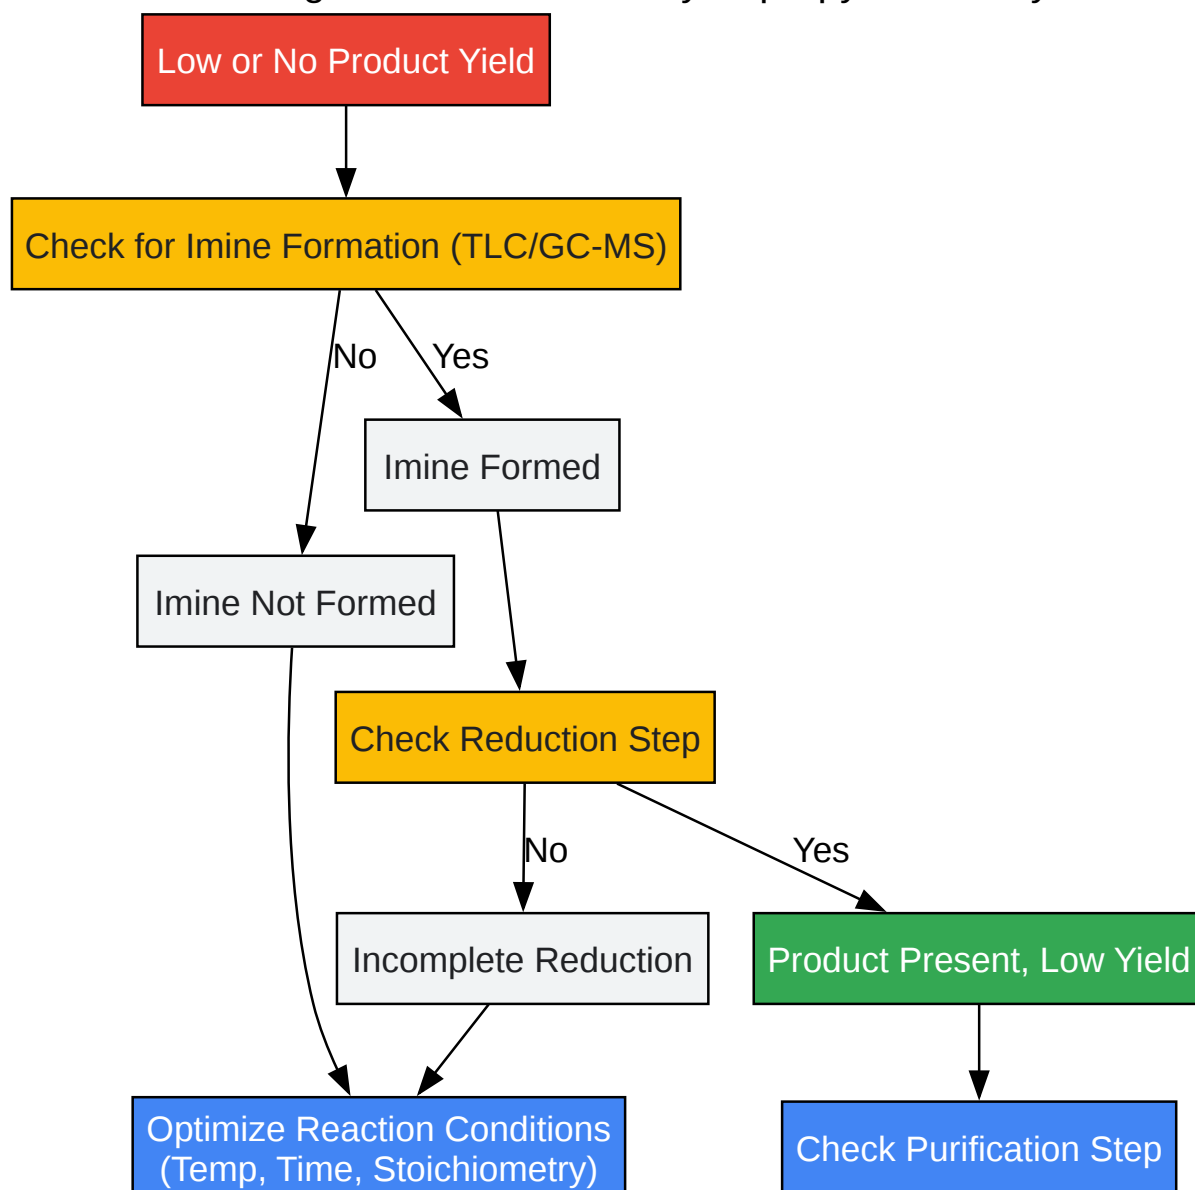 Low or No Product Yield
Check for Imine Formation (TLC/GC-MS)
No
Yes
Imine Formed
Imine Not Formed
Check Reduction Step
No
Yes
Incomplete Reduction
Product Present, Low Yield
Optimize Reaction Conditions
(Temp, Time, Stoichiometry)
Check Purification Step